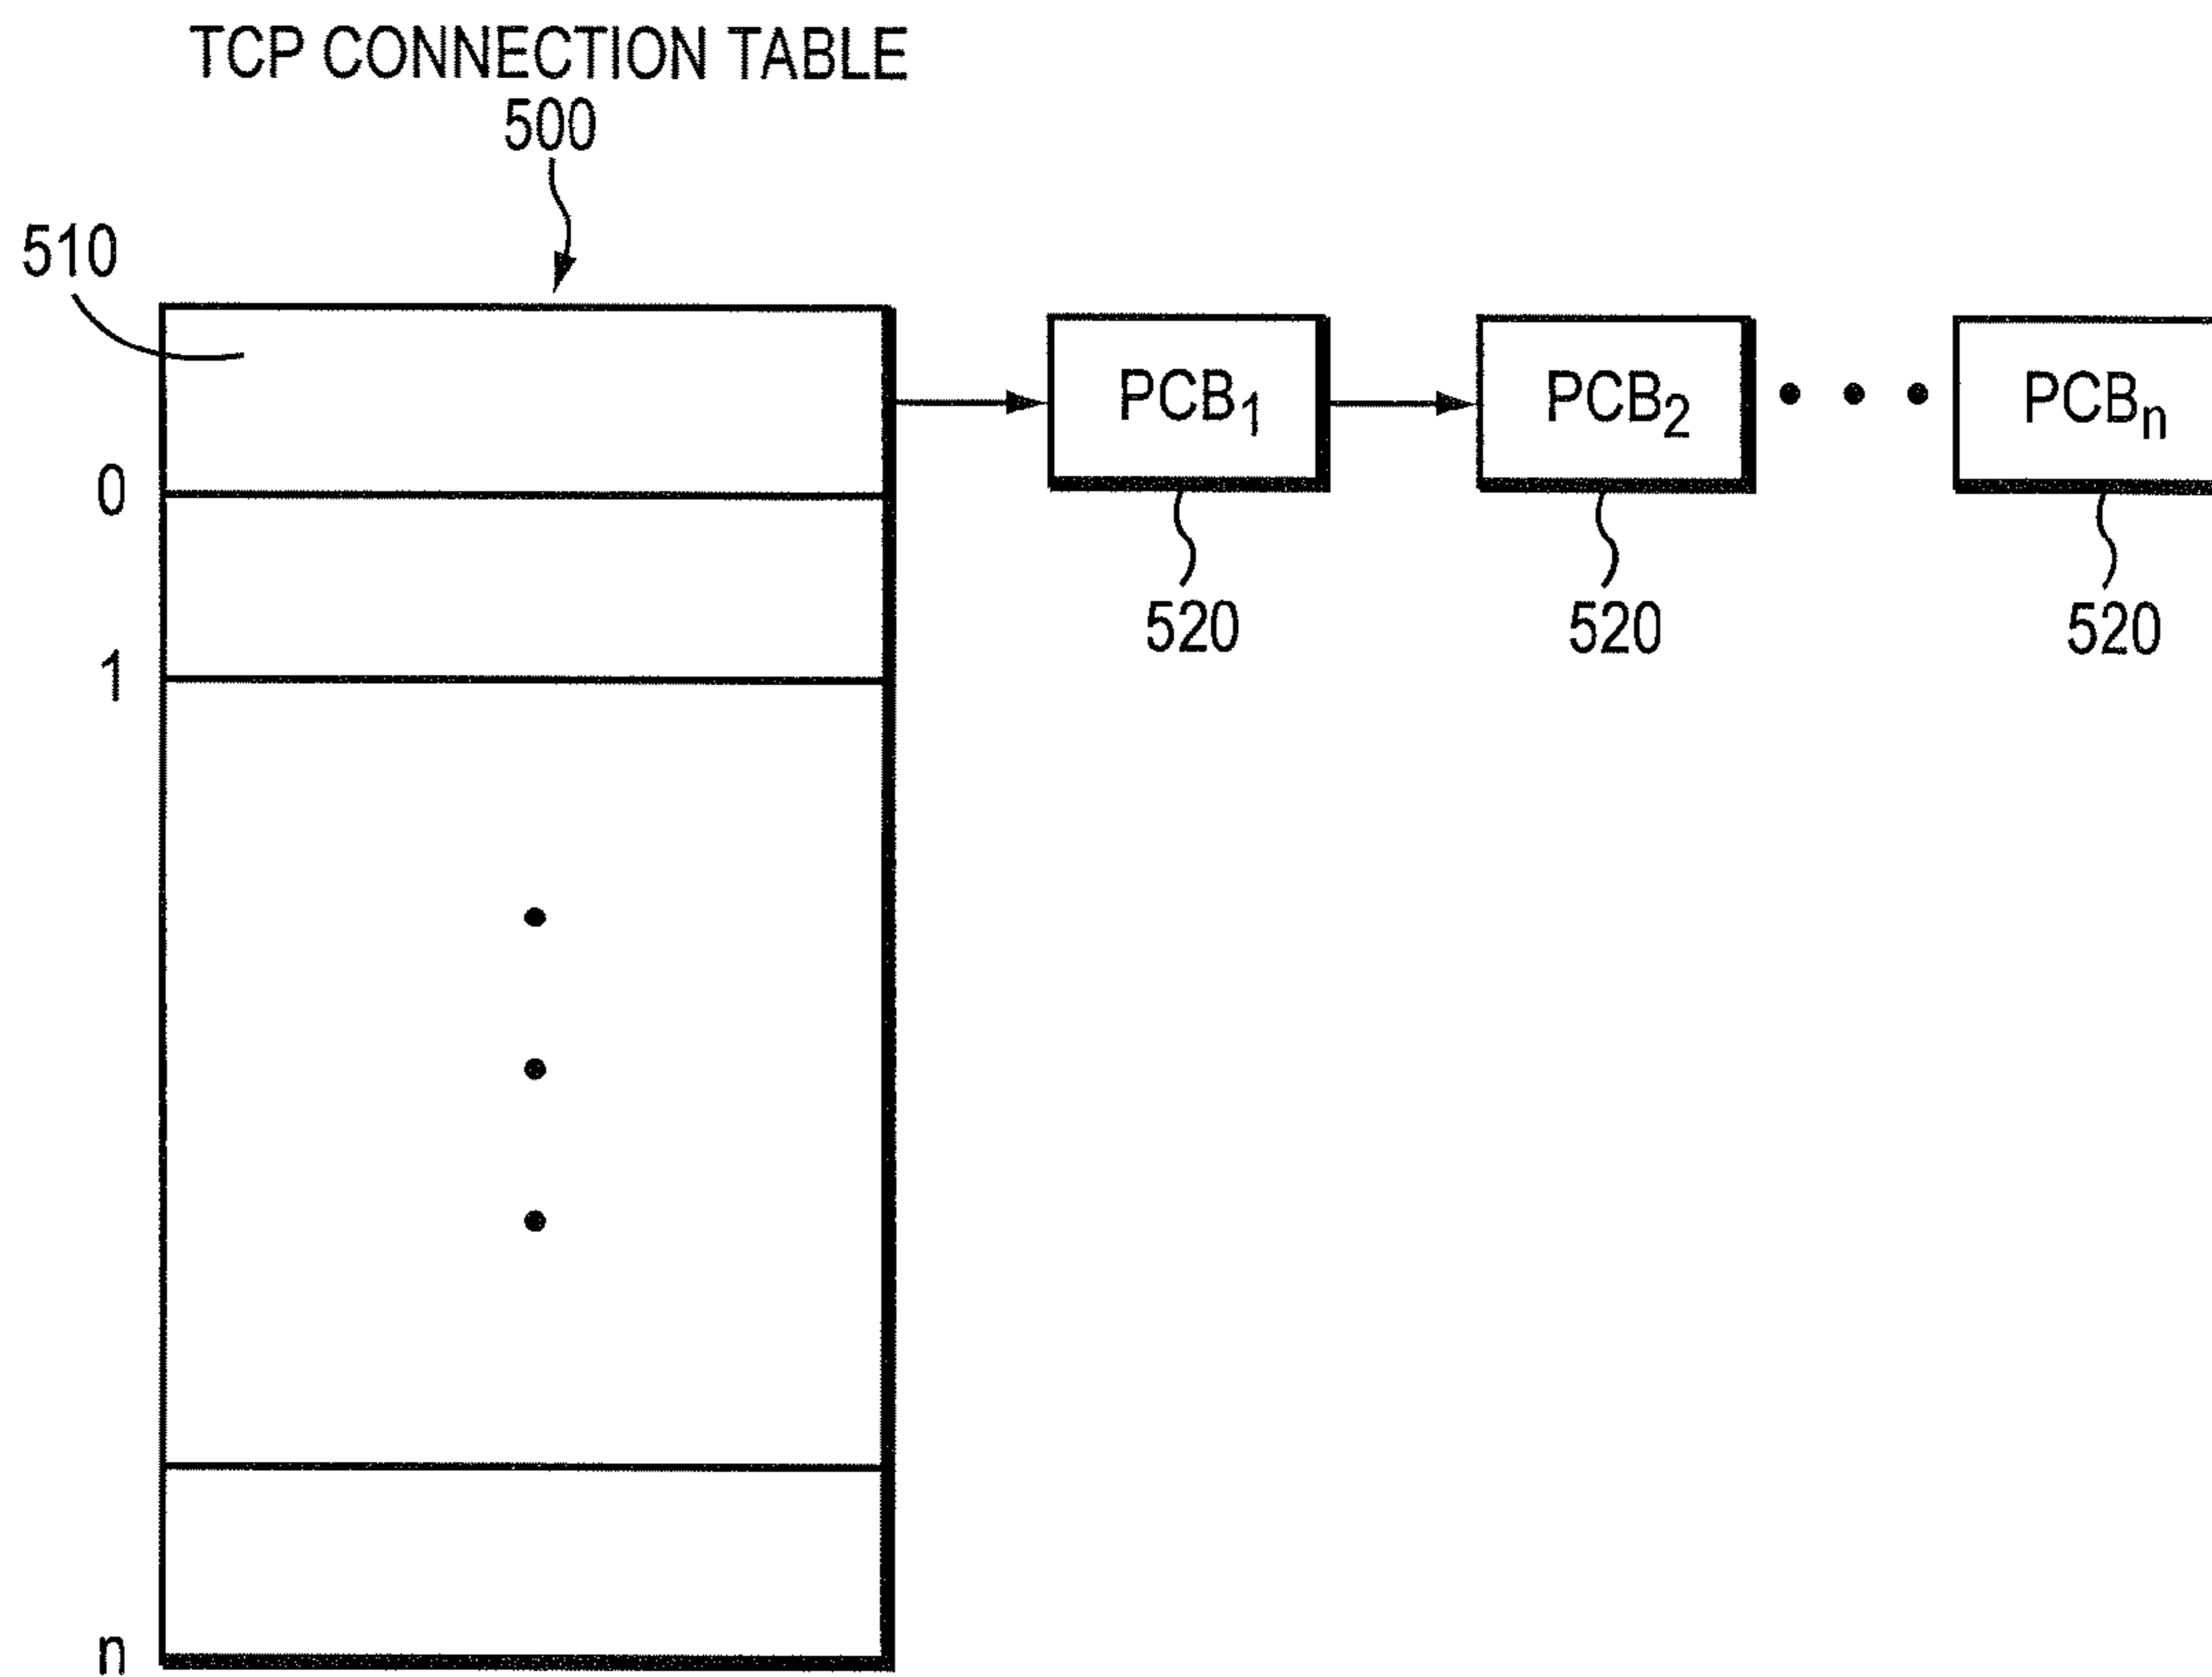 TCP CONNECTION TABLE
500
510
PCB₁
PCB₂
PCBₙ
0
520
520
520
1
n